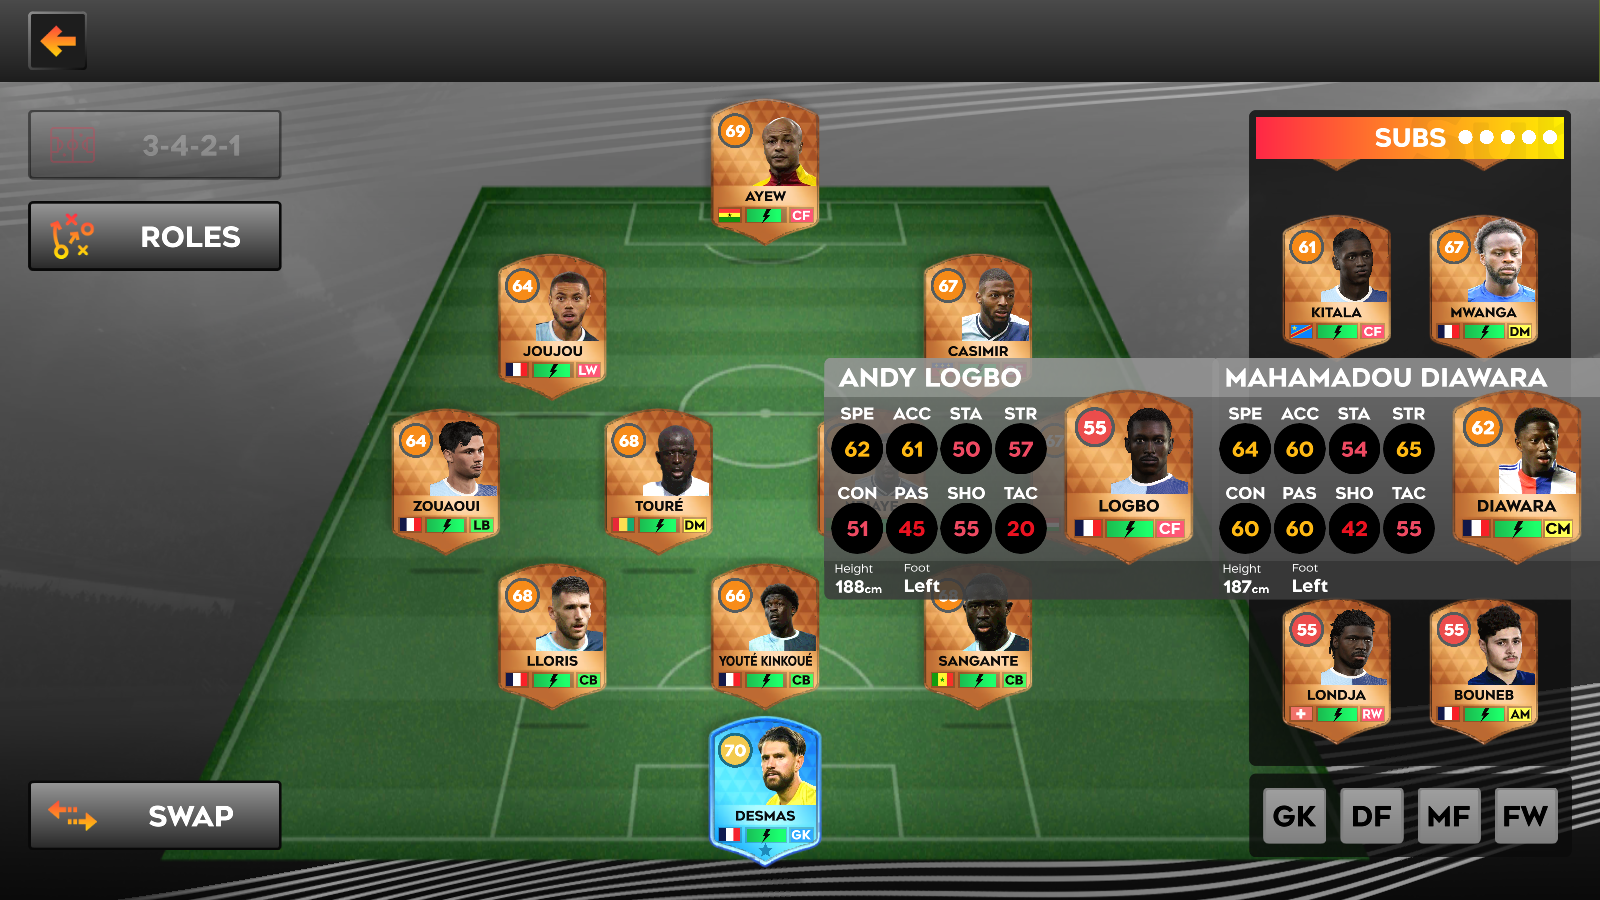 3-4-2-1
ROLES
SWAP
69
AYEW
CF
64
JOUJOU
LW
67
CASIMIR
64
ZOUAOUI
LB
68
TOURÉ
DM
68
LLORIS
CB
66
YOUTÉ KINKOUÉ
CB
SANGANTE
CB
70
DESMAS
GK
SUBS
61
KITALA
CF
67
MWANGA
DM
ANDY LOGBO
SPE ACC STA STR
62 61 50 57
CON PAS SHO TAC
51 45 55 20
Height Foot
188cm Left
55
LOGBO
CF
MAHAMADOU DIAWARA
SPE ACC STA STR
64 60 54 65
CON PAS SHO TAC
60 60 42 55
Height Foot
187cm Left
62
DIAWARA
CM
55
LONDJA
RW
55
BOUNEB
AM
GK DF MF FW